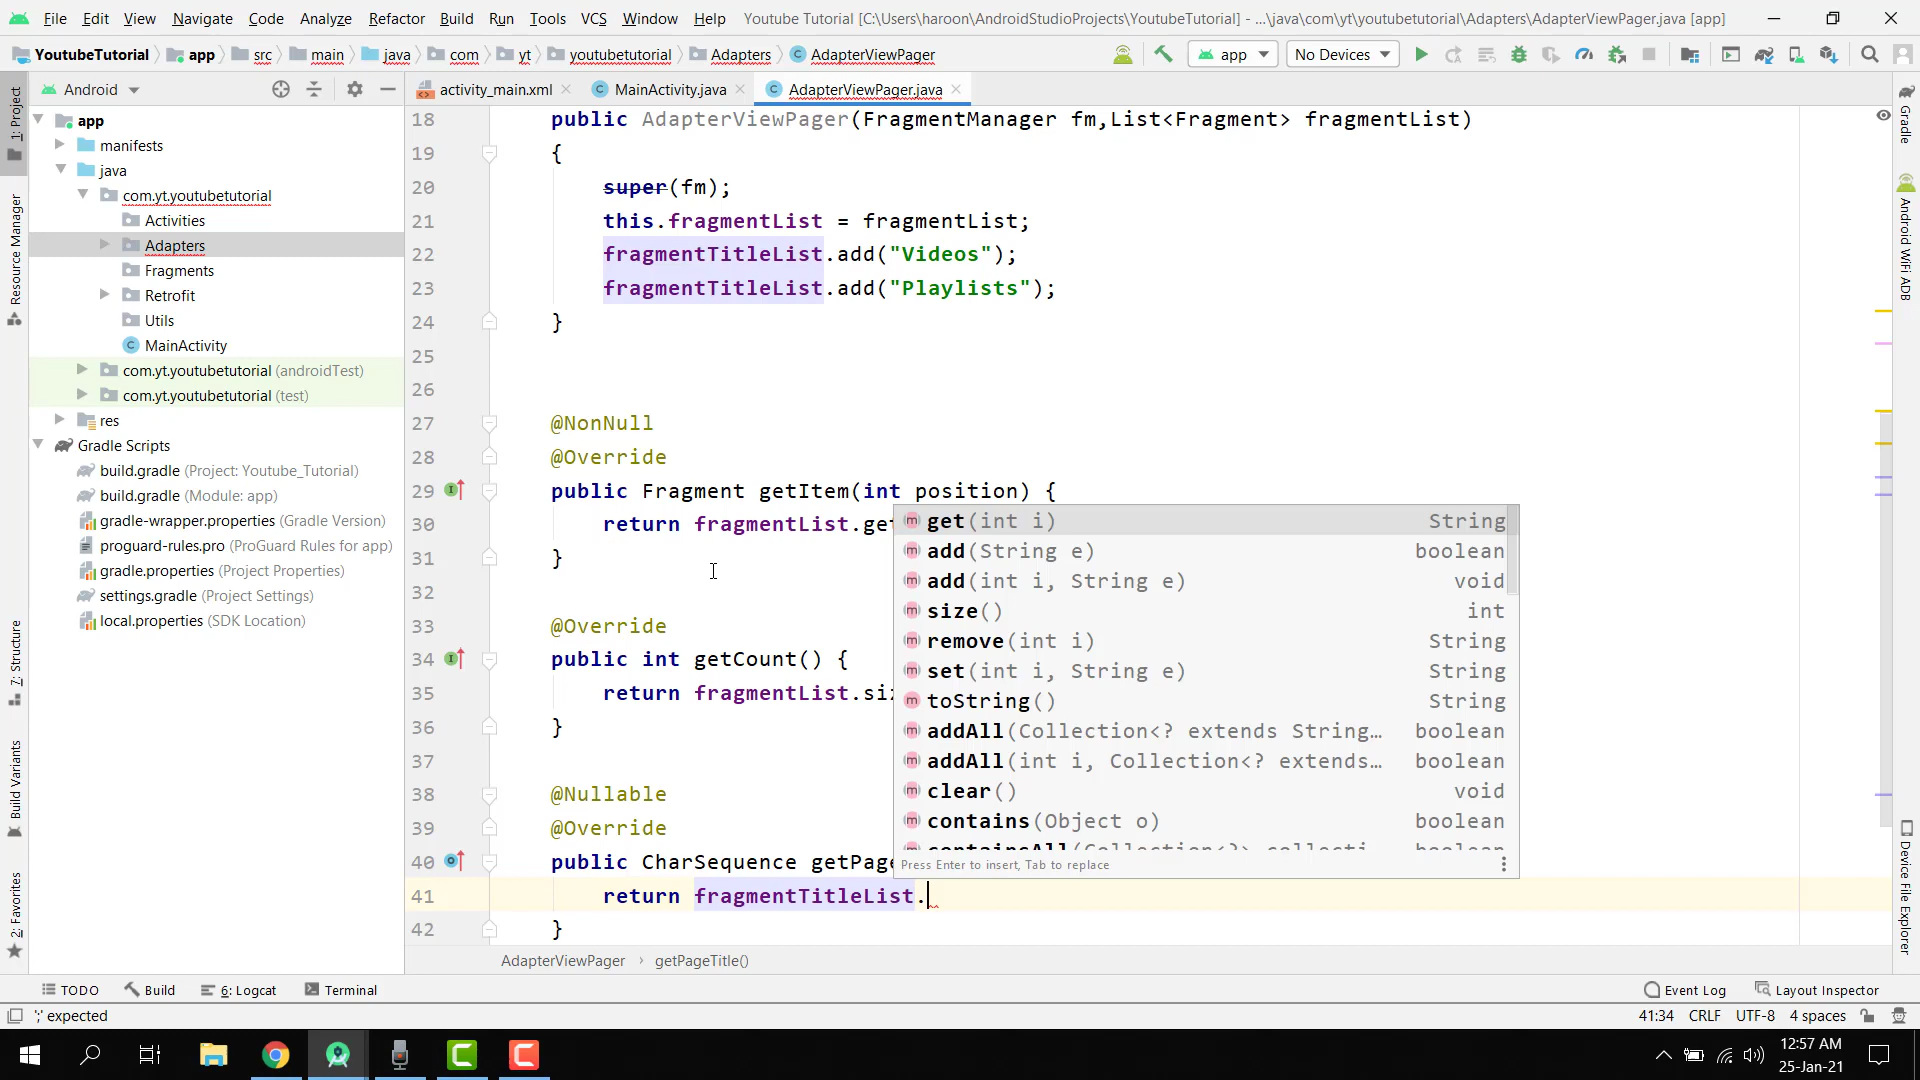 File Edit View Navigate Code Analyze Refactor Build Run Tools VCS Window Help Youtube Tutorial [C:\Users\haroon\AndroidStudioProjects\YoutubeTutorial] - ...\java\com\yt\youtubetutorial\Adapters\AdapterViewPager.java [app]
YoutubeTutorial app src main java com yt youtubetutorial Adapters AdapterViewPager app No Devices
Android activity_main.xml MainActivity.java AdapterViewPager.java
1: Project
Resource Manager
7: Structure
Build Variants
2: Favorites
app
manifests
java
com.yt.youtubetutorial
Activities
Adapters
Fragments
Retrofit
Utils
MainActivity
com.yt.youtubetutorial (androidTest)
com.yt.youtubetutorial (test)
res
Gradle Scripts
build.gradle (Project: Youtube_Tutorial)
build.gradle (Module: app)
gradle-wrapper.properties (Gradle Version)
proguard-rules.pro (ProGuard Rules for app)
gradle.properties (Project Properties)
settings.gradle (Project Settings)
local.properties (SDK Location)
18 public AdapterViewPager(FragmentManager fm,List<Fragment> fragmentList)
19 {
20 super(fm);
21 this.fragmentList = fragmentList;
22 fragmentTitleList.add("Videos");
23 fragmentTitleList.add("Playlists");
24 }
25
26
27 @NonNull
28 @Override
29 public Fragment getItem(int position) {
30 return fragmentList.get
31 }
32
33 @Override
34 public int getCount() {
35 return fragmentList.siz
36 }
37
38 @Nullable
39 @Override
40 public CharSequence getPage
41 return fragmentTitleList.
42 }
get(int i) String
add(String e) boolean
add(int i, String e) void
size() int
remove(int i) String
set(int i, String e) String
toString() String
addAll(Collection<? extends String… boolean
addAll(int i, Collection<? extends… boolean
clear() void
contains(Object o) boolean
containsAll(Collection<?> collecti… boolean
Press Enter to insert, Tab to replace
Gradle
Android WiFi ADB
Device File Explorer
AdapterViewPager › getPageTitle()
TODO Build 6: Logcat Terminal Event Log Layout Inspector
';' expected 41:34 CRLF UTF-8 4 spaces
12:57 AM
25-Jan-21